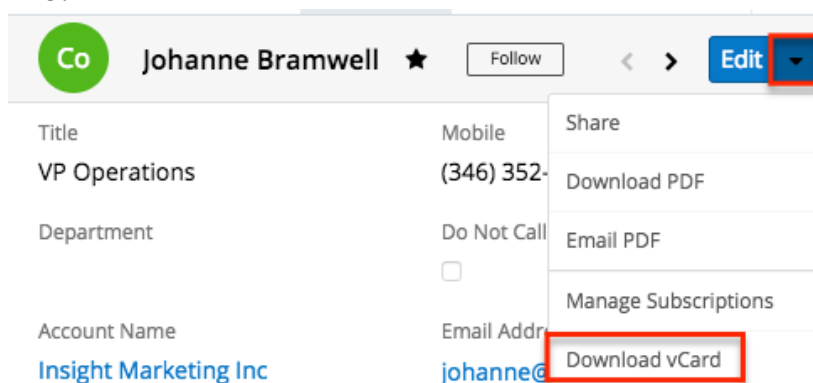 Co Johanne Bramwell ★ Follow < > Edit
Share
Download PDF
Email PDF
Manage Subscriptions
Download vCard
Title
VP Operations
Mobile
(346) 352-
Department
Do Not Call
Account Name
Insight Marketing Inc
Email Addr
johanne@